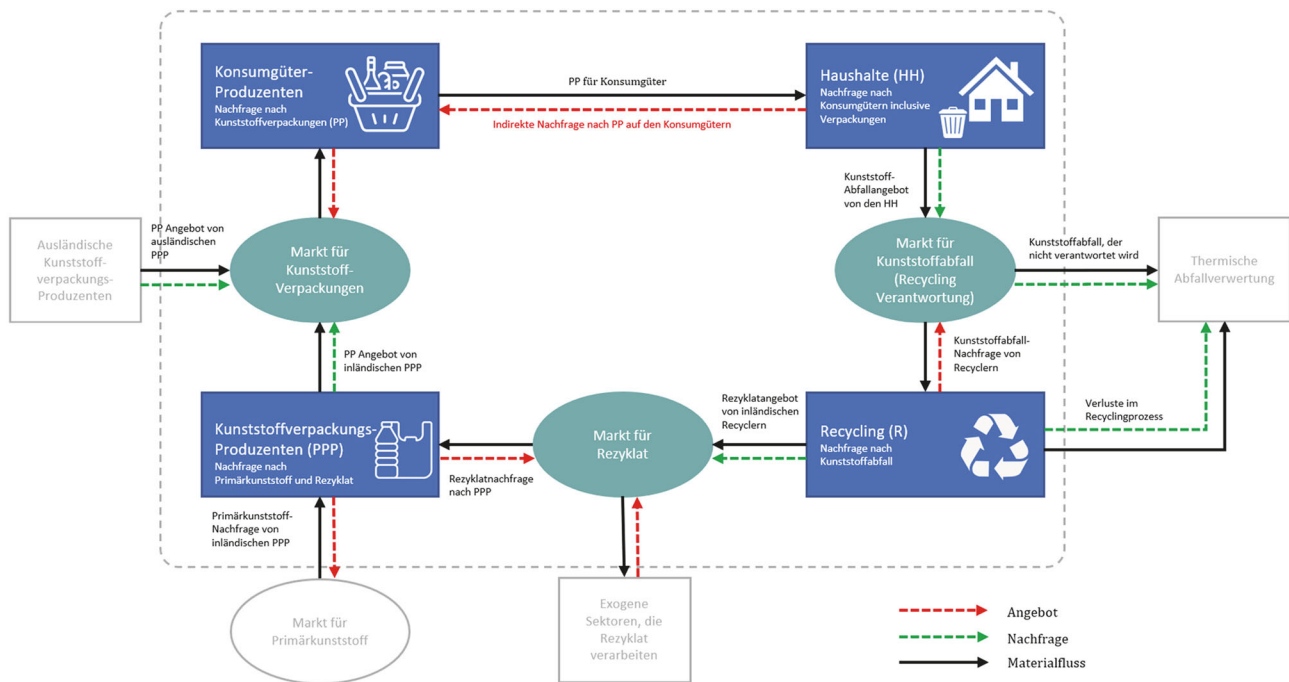 Konsumgüter-
Produzenten
Nachfrage nach
Kunststoffverpackungen (PP)
PP für Konsumgüter
Indirekte Nachfrage nach PP auf den Konsumgütern
Haushalte (HH)
Nachfrage nach
Konsumgütern inclusive
Verpackungen
Kunststoff-
Abfallangebot
von den HH
Ausländische
Kunststoff-
verpackungs-
Produzenten
PP Angebot von
ausländischen
PPP
Markt für
Kunststoff-
Verpackungen
Markt für
Kunststoffabfall
(Recycling
Verantwortung)
Kunststoffabfall, der
nicht verantwortet wird
Thermische
Abfallverwertung
PP Angebot von
inländischen PPP
Kunststoffabfall-
Nachfrage von
Recyclern
Kunststoffverpackungs-
Produzenten (PPP)
Nachfrage nach
Primärkunststoff und Rezyklat
Rezyklatnachfrage
nach PPP
Markt für
Rezyklat
Rezyklatangebot
von inländischen
Recyclern
Recycling (R)
Nachfrage nach
Kunststoffabfall
Verluste im
Recyclingprozess
Primärkunststoff-
Nachfrage von
inländischen PPP
Markt für
Primärkunststoff
Exogene
Sektoren, die
Rezyklat
verarbeiten
Angebot
Nachfrage
Materialfluss